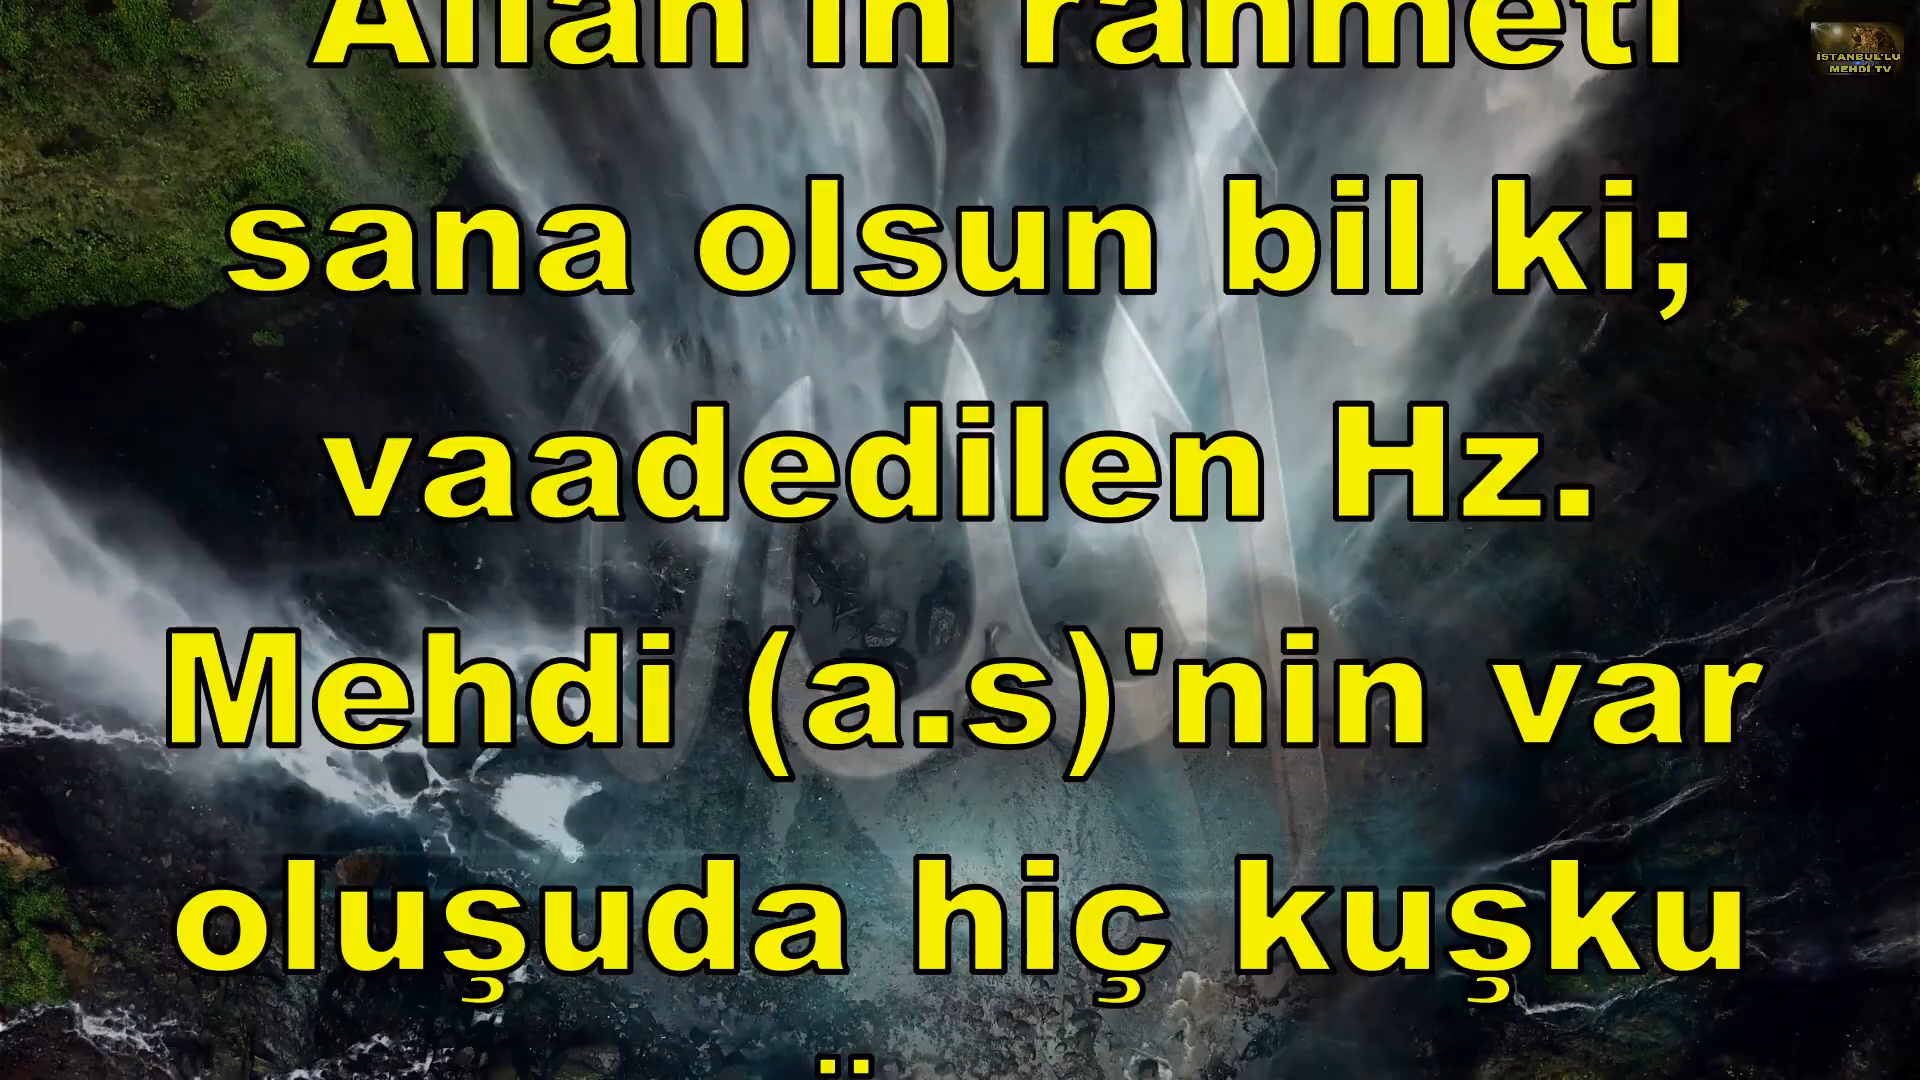 Allah'ın rahmeti
İSTANBUL'LU
MEHDİ TV
sana olsun bil ki;
vaadedilen Hz.
Mehdi (a.s)'nin var
oluşuda hiç kuşku